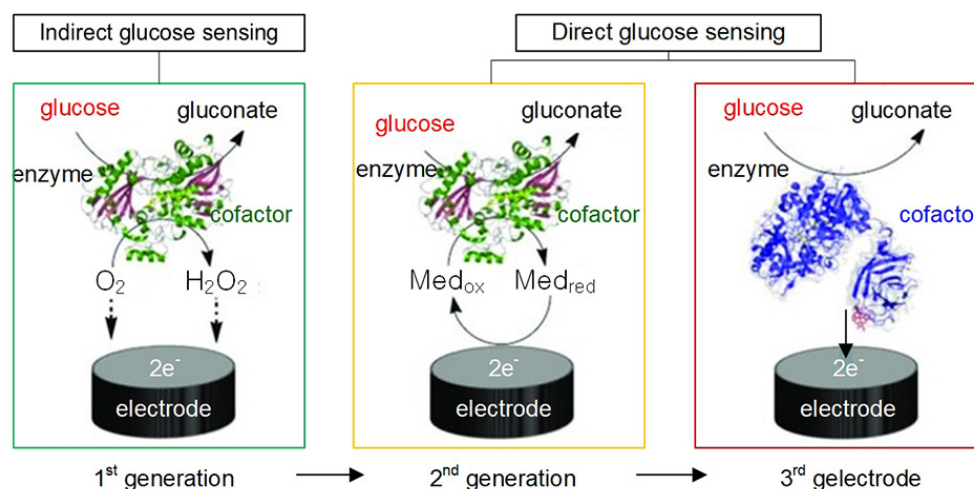 Indirect glucose sensing
Direct glucose sensing
glucose
gluconate
enzyme
cofactor
O₂
H₂O₂
2e⁻
electrode
glucose
gluconate
enzyme
cofactor
Medox
Medred
2e⁻
electrode
glucose
gluconate
enzyme
cofacto
2e⁻
electrode
1st generation
2nd generation
3rd gelectrode